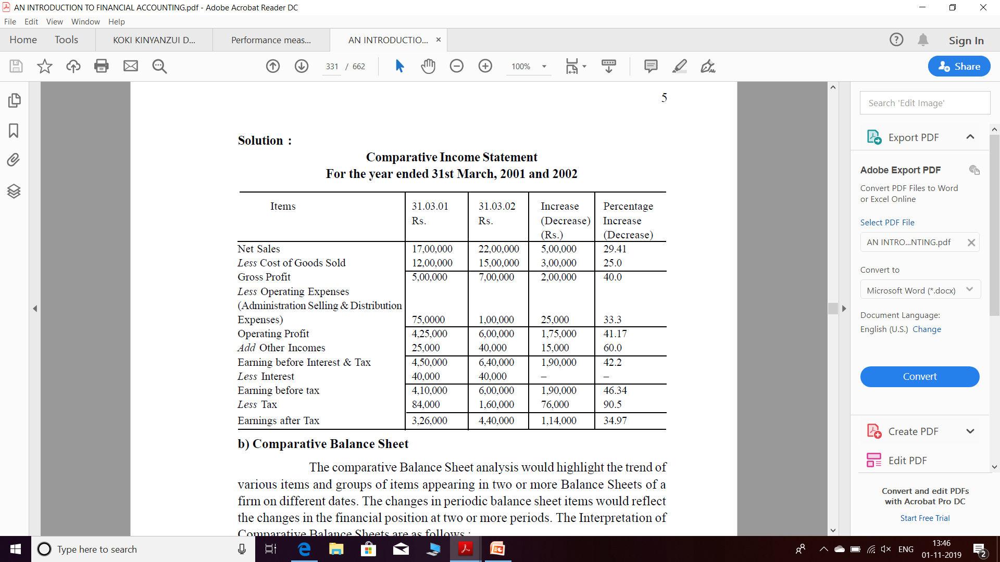 AN INTRODUCTION TO FINANCIAL ACCOUNTING.pdf - Adobe Acrobat Reader DC
File Edit View Window Help
Home Tools KOKI KINYANZUI D... Performance meas... AN INTRODUCTIO... × ? Sign In
331 / 662 100% Share
5
Solution :
Comparative Income Statement
For the year ended 31st March, 2001 and 2002
Items 31.03.01 31.03.02 Increase Percentage
Rs. Rs. (Decrease) Increase
(Rs.) (Decrease)
Net Sales 17,00,000 22,00,000 5,00,000 29.41
Less Cost of Goods Sold 12,00,000 15,00,000 3,00,000 25.0
Gross Profit 5,00,000 7,00,000 2,00,000 40.0
Less Operating Expenses
(Administration Selling & Distribution
Expenses) 75,0000 1,00,000 25,000 33.3
Operating Profit 4,25,000 6,00,000 1,75,000 41.17
Add Other Incomes 25,000 40,000 15,000 60.0
Earning before Interest & Tax 4,50,000 6,40,000 1,90,000 42.2
Less Interest 40,000 40,000 – –
Earning before tax 4,10,000 6,00,000 1,90,000 46.34
Less Tax 84,000 1,60,000 76,000 90.5
Earnings after Tax 3,26,000 4,40,000 1,14,000 34.97
b) Comparative Balance Sheet
The comparative Balance Sheet analysis would highlight the trend of
various items and groups of items appearing in two or more Balance Sheets of a
firm on different dates. The changes in periodic balance sheet items would reflect
the changes in the financial position at two or more periods. The Interpretation of
Comparative Balance Sheets are as follows :
Search 'Edit Image'
Export PDF
Adobe Export PDF
Convert PDF Files to Word
or Excel Online
Select PDF File
AN INTRO...NTING.pdf
Convert to
Microsoft Word (*.docx)
Document Language:
English (U.S.) Change
Convert
Create PDF
Edit PDF
Convert and edit PDFs
with Acrobat Pro DC
Start Free Trial
Type here to search
ENG
13:46
01-11-2019
2